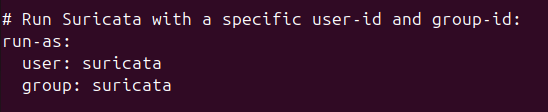 # Run Suricata with a specific user-id and group-id:
run-as:
  user: suricata
  group: suricata